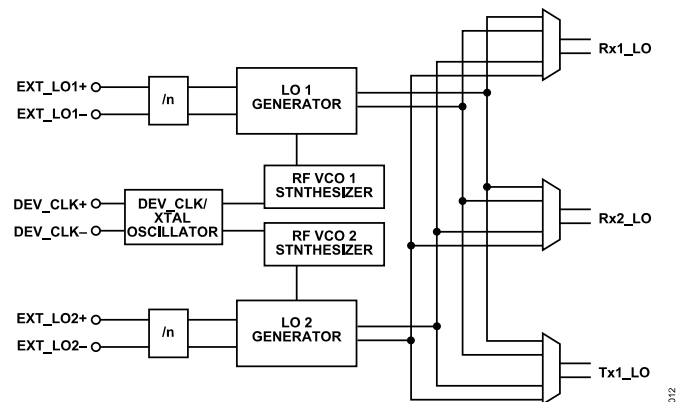 EXT_LO1+
EXT_LO1–
/n
LO 1
GENERATOR
Rx1_LO
RF VCO 1
STNTHESIZER
DEV_CLK+
DEV_CLK–
DEV_CLK/
XTAL
OSCILLATOR
Rx2_LO
RF VCO 2
STNTHESIZER
EXT_LO2+
EXT_LO2–
/n
LO 2
GENERATOR
Tx1_LO
012